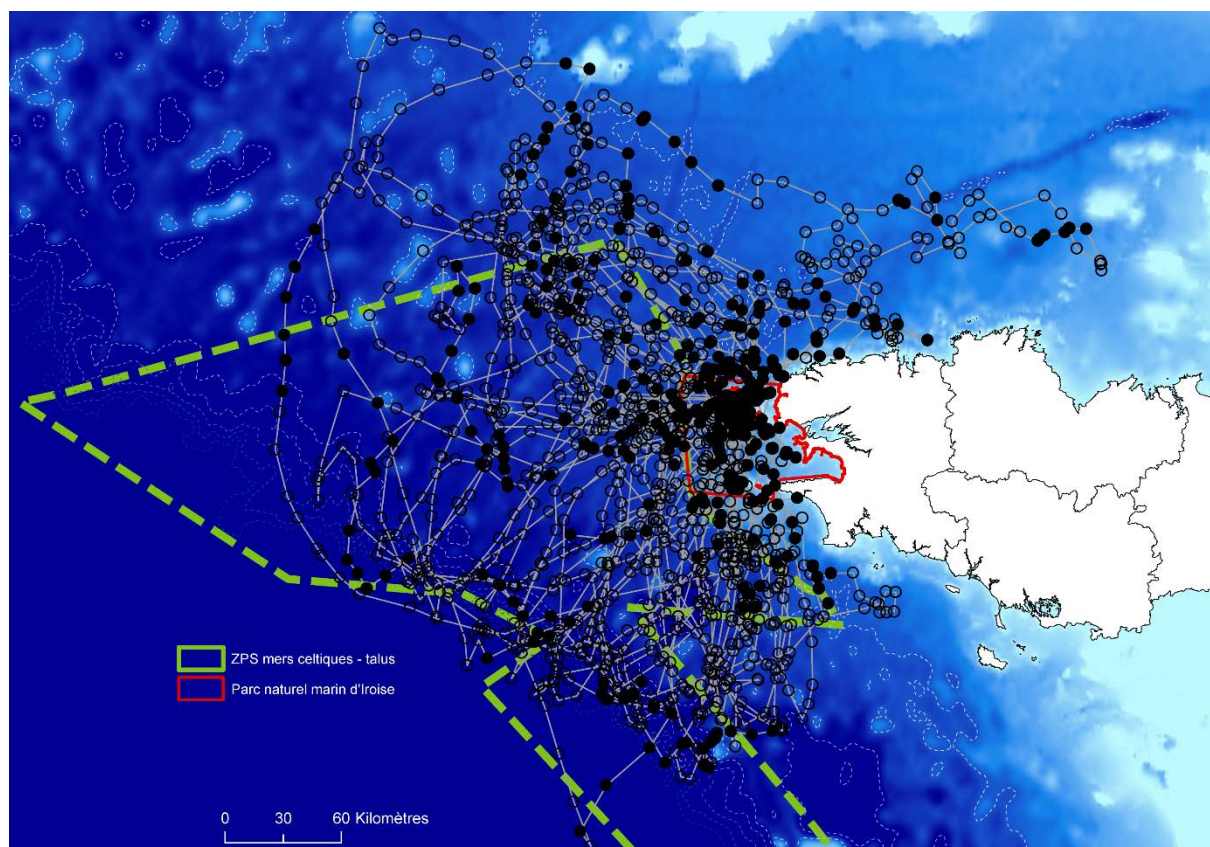 ZPS mers celtiques - talus
Parc naturel marin d'Iroise
0 30 60 Kilomètres